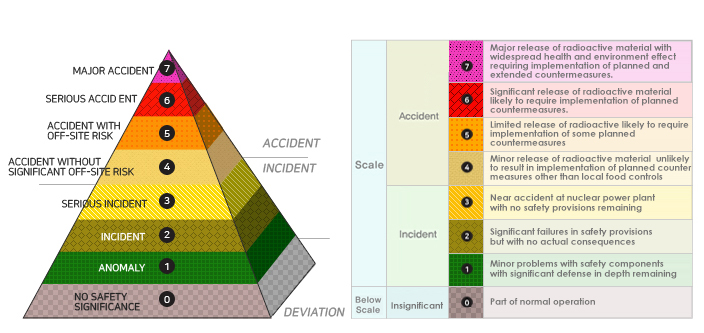 MAJOR ACCIDENT 7
SERIOUS ACCID ENT 6
ACCIDENT WITH
OFF-SITE RISK 5
ACCIDENT WITHOUT
SIGNIFICANT OFF-SITE RISK 4
SERIOUS INCIDENT 3
INCIDENT 2
ANOMALY 1
NO SAFETY
SIGNIFICANCE 0
ACCIDENT
INCIDENT
DEVIATION
Scale
Accident
7
Major release of radioactive material with
widespread health and environment effect
requiring implementation of planned and
extended countermeasures.
6
Significant release of radioactive material
likely to require implementation of planned
countermeasures.
5
Limited release of radioactive likely to require
implementation of some planned
countermeasures
4
Minor release of radioactive material unlikely
to result in implementation of planned counter
measures other than local food controls
Incident
3
Near accident at nuclear power plant
with no safety provisions remaining
2
Significant failures in safety provisions
but with no actual consequences
1
Minor problems with safety components
with significant defense in depth remaining
Below
Scale
Insignificant
0
Part of normal operation